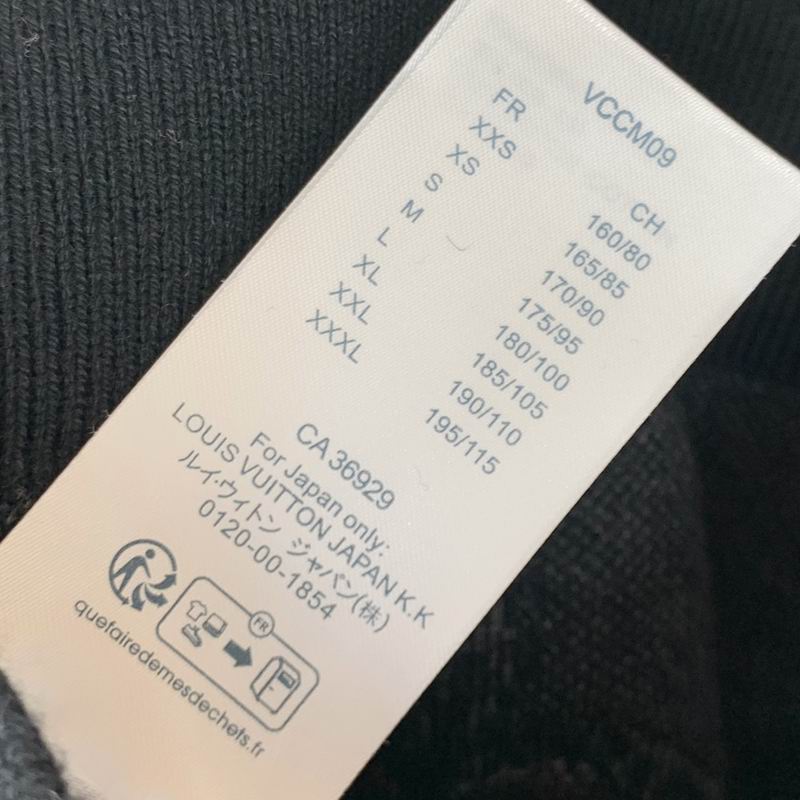 VCCM09
FR CH
XXS 160/80
XS 165/85
S 170/90
M 175/95
L 180/100
XL 185/105
XXL 190/110
XXXL 195/115
CA 36929
For Japan only:
LOUIS VUITTON JAPAN K.K
ルイ・ウィトン ジャパン(株)
0120-00-1854
FR
quefairedemesdechets.fr